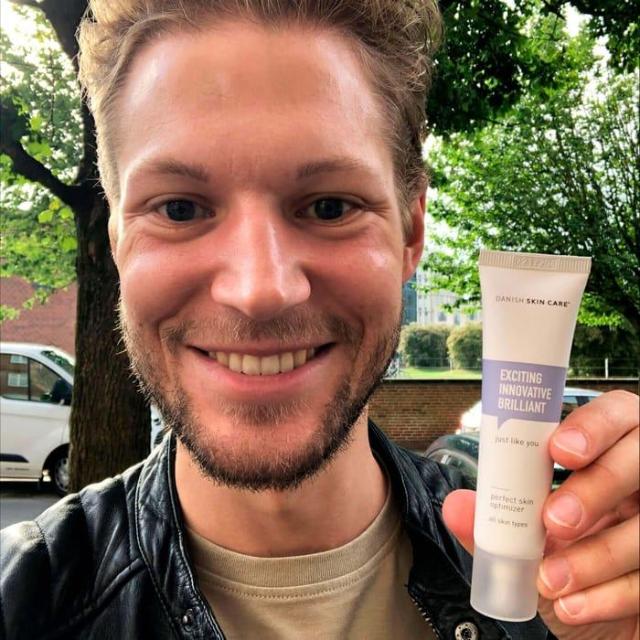 DANISH SKIN CARE
EXCITING
INNOVATIVE
BRILLIANT
just like you
perfect skin
optimizer
all skin types